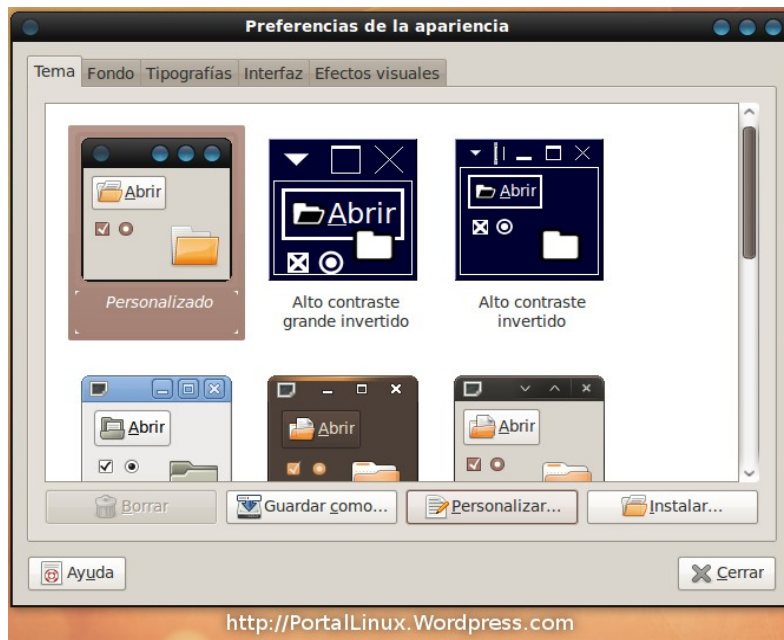 Preferencias de la apariencia
Tema Fondo Tipografías Interfaz Efectos visuales
Abrir
Abrir
Abrir
Personalizado
Alto contraste
grande invertido
Alto contraste
invertido
Abrir
Abrir
Abrir
Borrar
Guardar como...
Personalizar...
Instalar...
Ayuda
Cerrar
http://PortalLinux.Wordpress.com